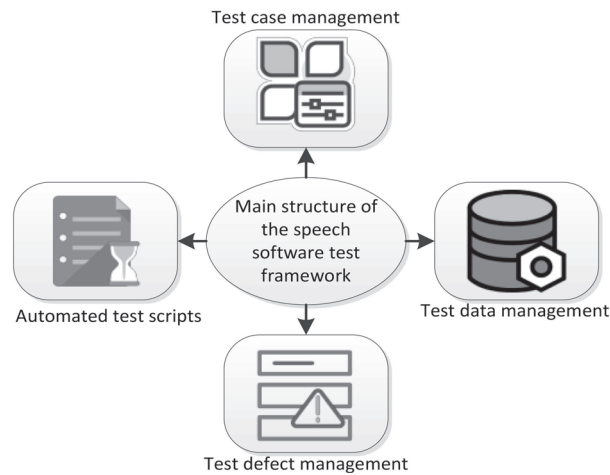 Test case management
Main structure of
the speech
software test
framework
Automated test scripts
Test data management
Test defect management